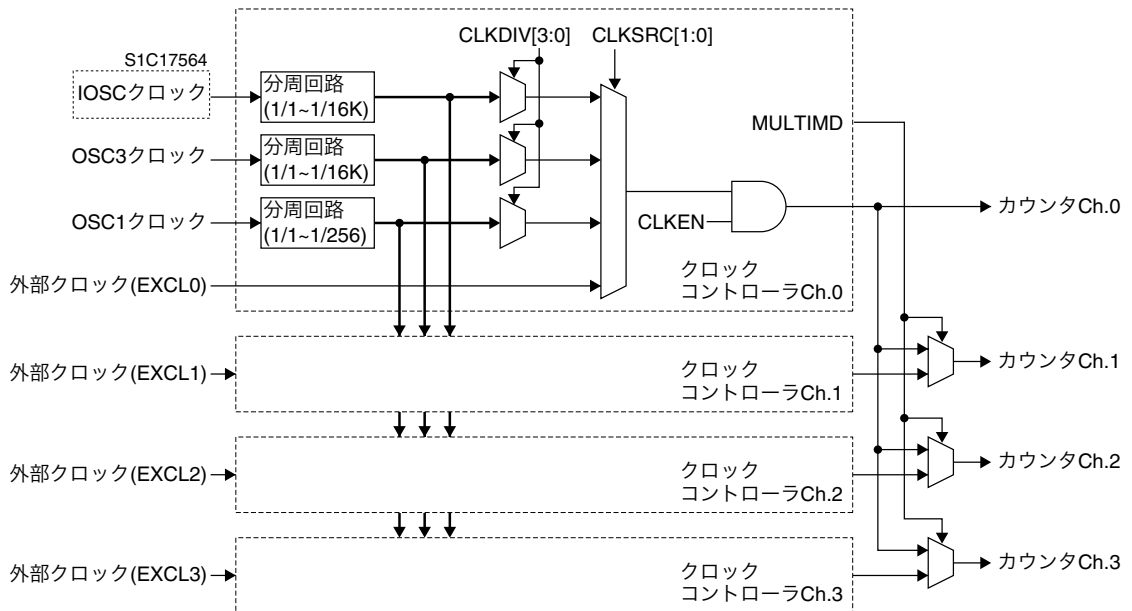 CLKDIV[3:0]
CLKSRC[1:0]
S1C17564
IOSCクロック
分周回路
(1/1~1/16K)
MULTIMD
OSC3クロック
分周回路
(1/1~1/16K)
OSC1クロック
分周回路
(1/1~1/256)
CLKEN
カウンタCh.0
外部クロック(EXCL0)
クロック
コントローラCh.0
外部クロック(EXCL1)
クロック
コントローラCh.1
カウンタCh.1
外部クロック(EXCL2)
クロック
コントローラCh.2
カウンタCh.2
外部クロック(EXCL3)
クロック
コントローラCh.3
カウンタCh.3